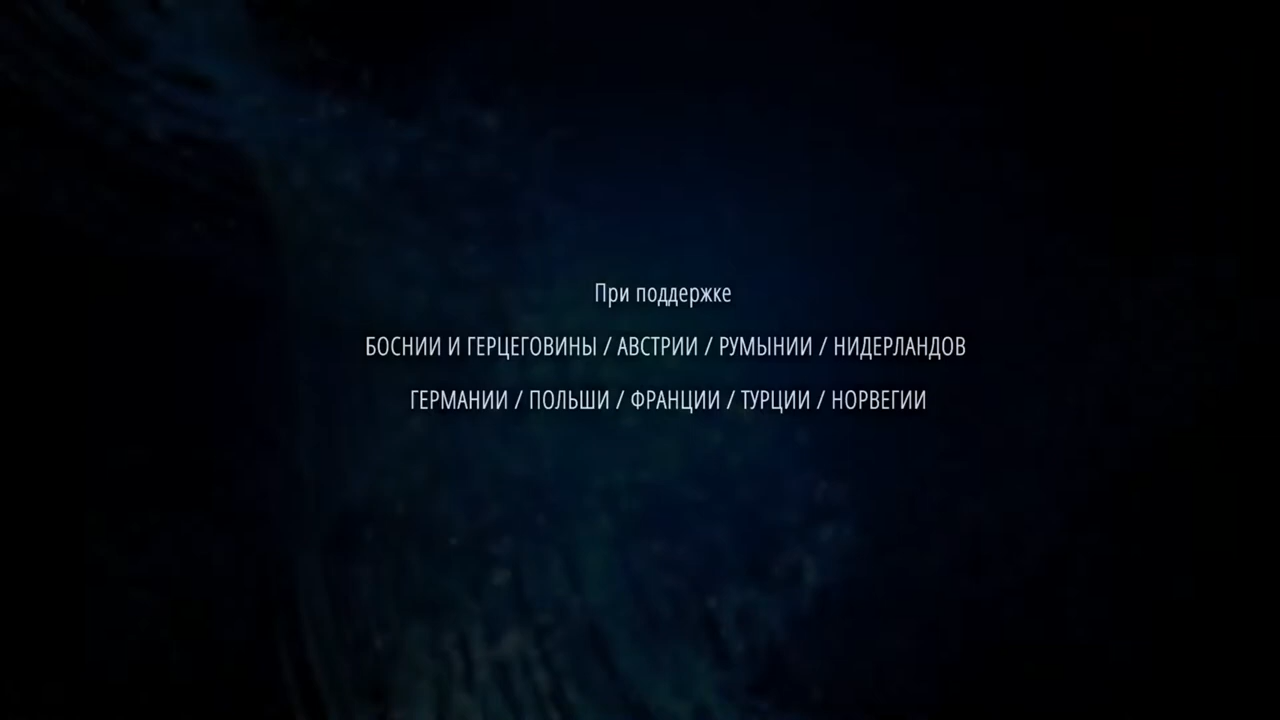 При поддержке
БОСНИИ И ГЕРЦЕГОВИНЫ / АВСТРИИ / РУМЫНИИ / НИДЕРЛАНДОВ
ГЕРМАНИИ / ПОЛЬШИ / ФРАНЦИИ / ТУРЦИИ / НОРВЕГИИ